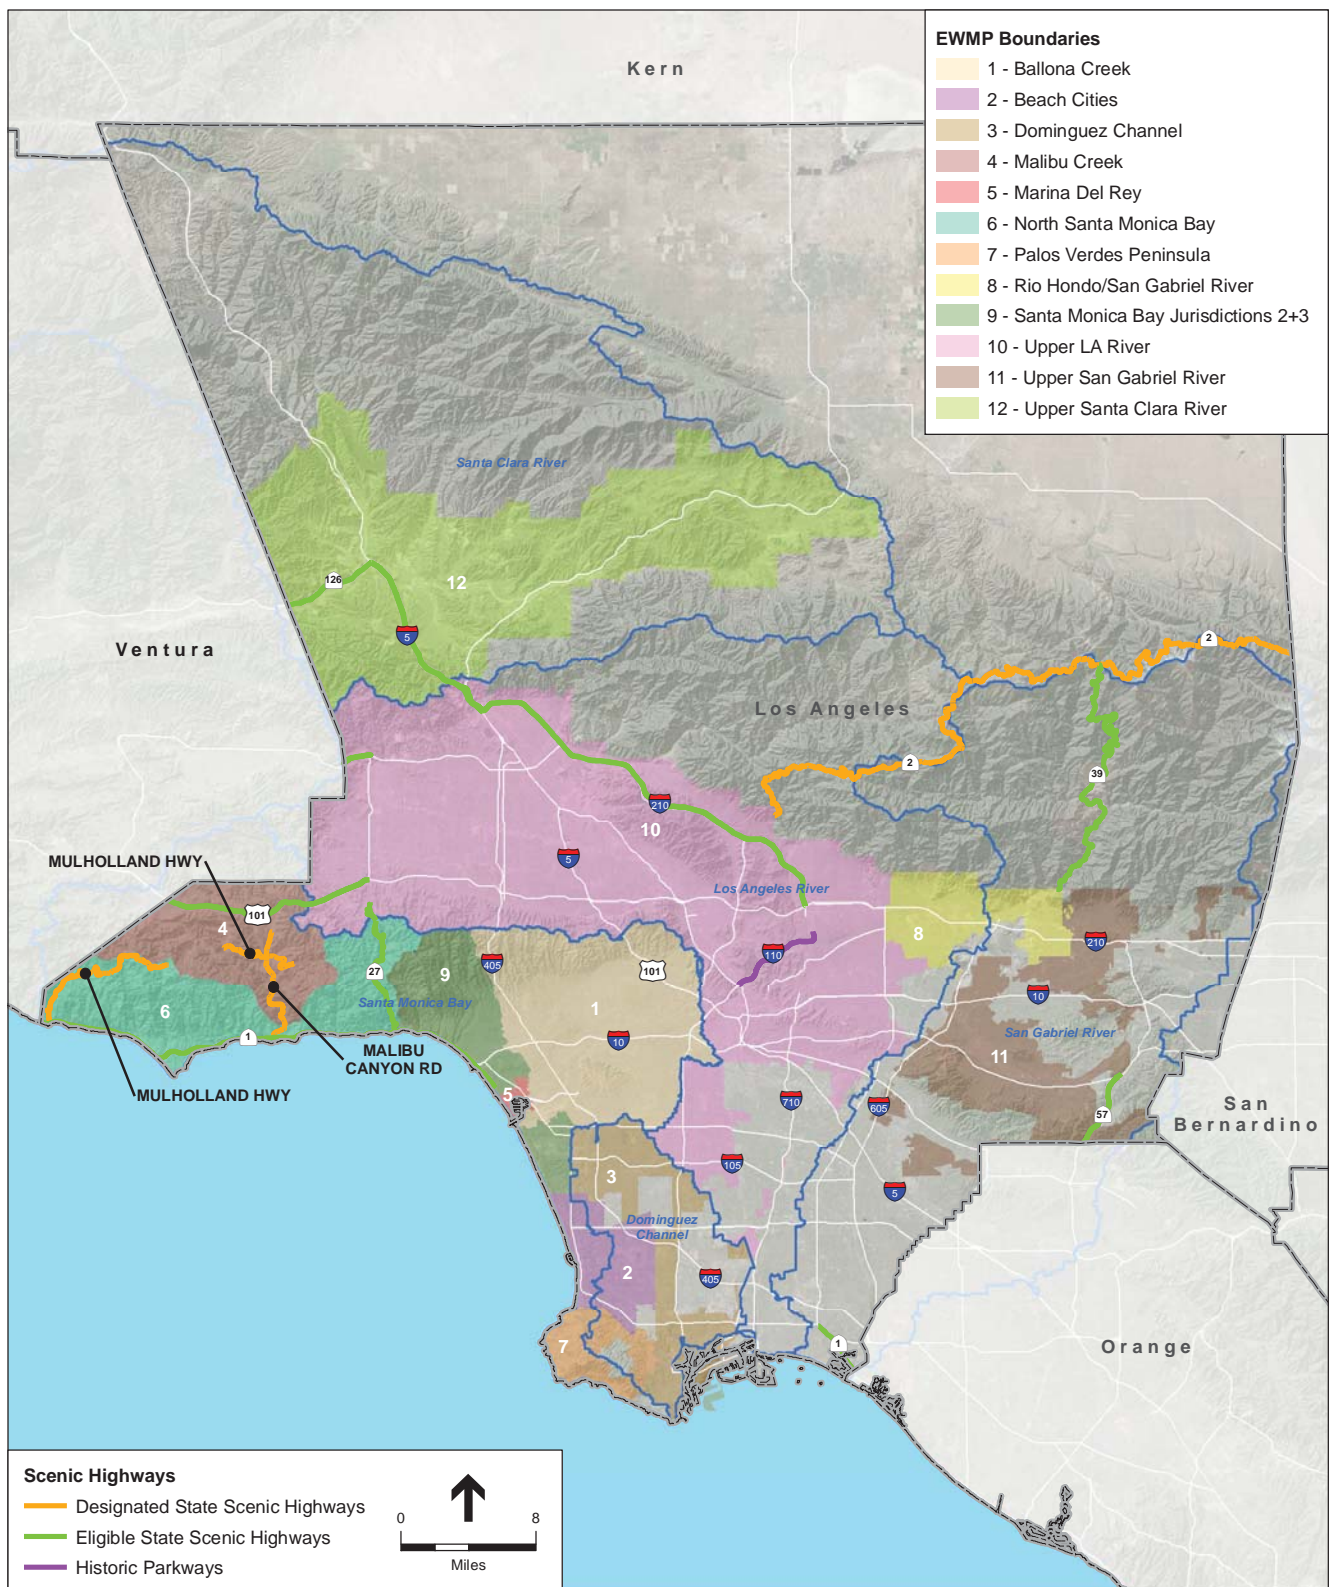 Kern
EWMP Boundaries
1 - Ballona Creek
2 - Beach Cities
3 - Dominguez Channel
4 - Malibu Creek
5 - Marina Del Rey
6 - North Santa Monica Bay
7 - Palos Verdes Peninsula
8 - Rio Hondo/San Gabriel River
9 - Santa Monica Bay Jurisdictions 2+3
10 - Upper LA River
11 - Upper San Gabriel River
12 - Upper Santa Clara River
Santa Clara River
126
12
5
Ventura
2
Los Angeles
2
39
210
10
5
MULHOLLAND HWY
Los Angeles River
101
4
8
210
110
405
101
9
27
Santa Monica Bay
10
6
1
San Gabriel River
1
10
11
MALIBU
CANYON RD
MULHOLLAND HWY
5
710
605
57
San
Bernardino
105
3
5
Dominguez
Channel
2
405
7
1
Orange
Scenic Highways
Designated State Scenic Highways
Eligible State Scenic Highways
Historic Parkways
0
8
Miles